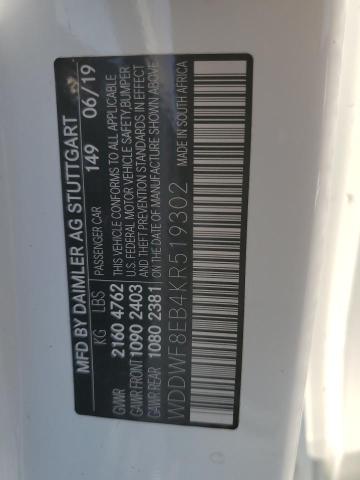 MFD BY DAIMLER AG STUTTGART
KG LBS PASSENGER CAR 149 06/19
GVWR 2160 4762 THIS VEHICLE CONFORMS TO ALL APPLICABLE
GAWR FRONT 1090 2403 U.S. FEDERAL MOTOR VEHICLE SAFETY, BUMPER
GAWR REAR 1080 2381 AND THEFT PREVENTION STANDARDS IN EFFECT
ON DATE OF MANUFACTURE SHOWN ABOVE.
WDDWF8EB4KR519302 MADE IN SOUTH AFRICA